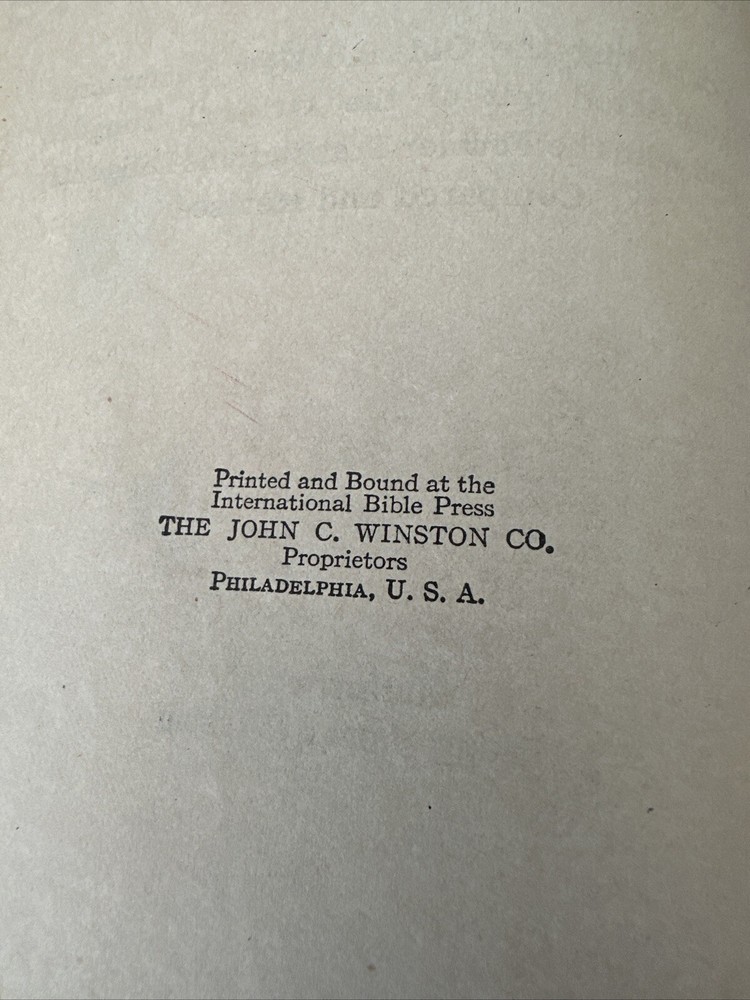 Printed and Bound at the
International Bible Press
THE JOHN C. WINSTON CO.
Proprietors
PHILADELPHIA, U. S. A.